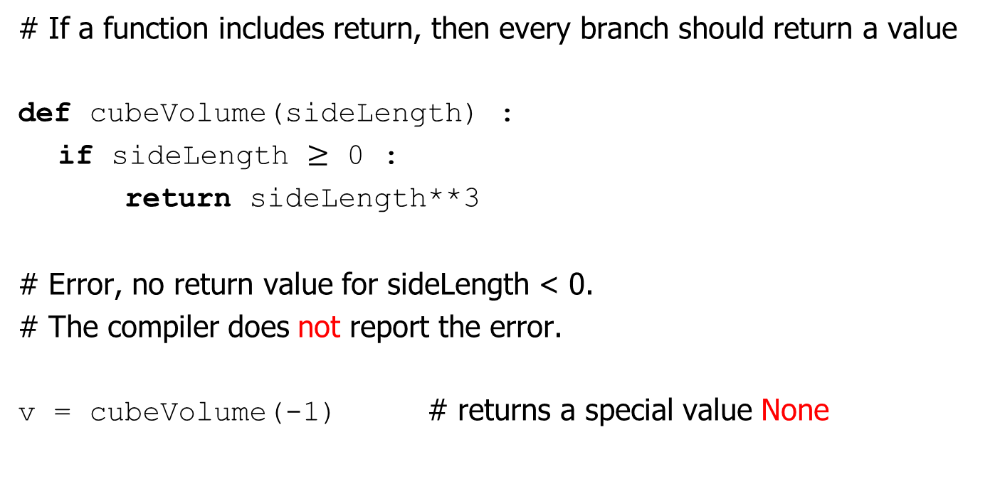 # If a function includes return, then every branch should return a value
def cubeVolume(sideLength) :
if sideLength ≥ 0 :
return sideLength**3
# Error, no return value for sideLength < 0.
# The compiler does not report the error.
v = cubeVolume(-1) # returns a special value None